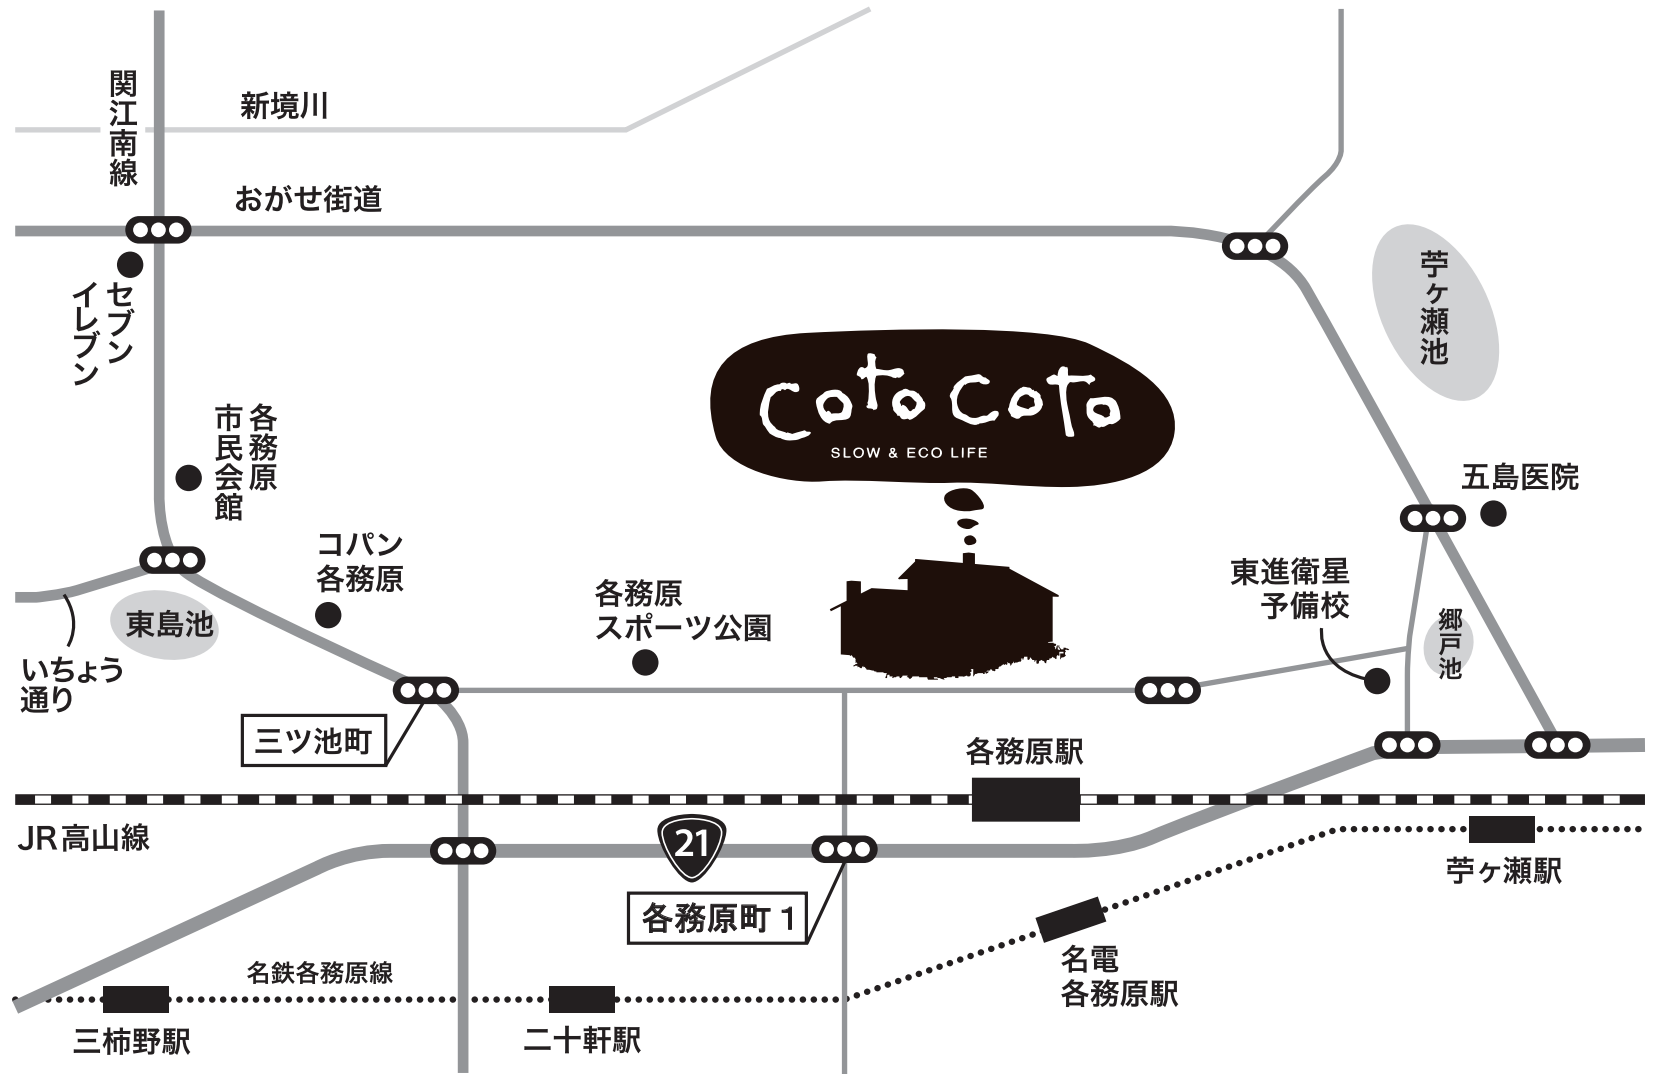 関江南線
新境川
おがせ街道
セブン
イレブン
各務原
市民会館
コパン
各務原
東島池
いちょう
通り
各務原
スポーツ公園
coto coto
SLOW & ECO LIFE
苧ヶ瀬池
五島医院
東進衛星
予備校
郷戸池
三ツ池町
各務原駅
JR高山線
21
各務原町 1
苧ヶ瀬駅
名鉄各務原線
名電
各務原駅
三柿野駅
二十軒駅